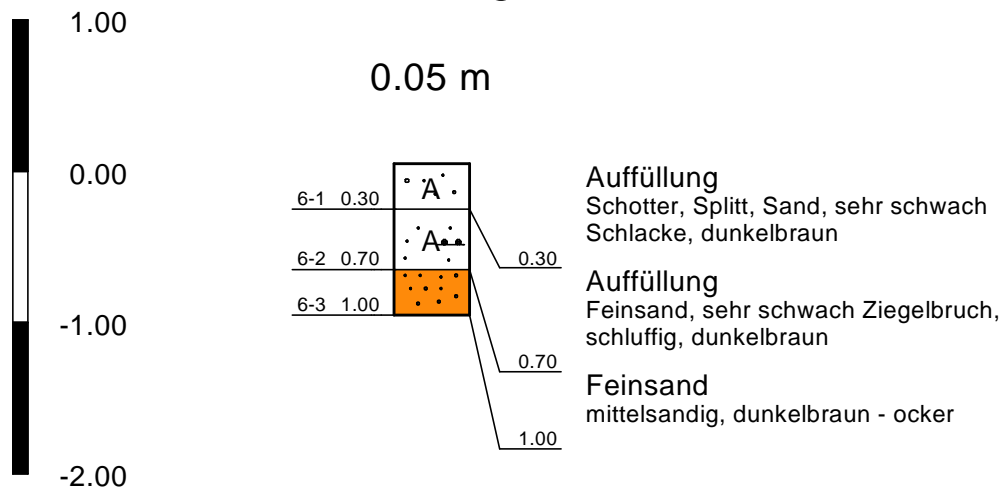 1.00
0.05 m
0.00
-1.00
-2.00
6-1 0.30
A
6-2 0.70
A
6-3 1.00
0.30
Auffüllung
Schotter, Splitt, Sand, sehr schwach
Schlacke, dunkelbraun
0.70
Auffüllung
Feinsand, sehr schwach Ziegelbruch,
schluffig, dunkelbraun
1.00
Feinsand
mittelsandig, dunkelbraun - ocker